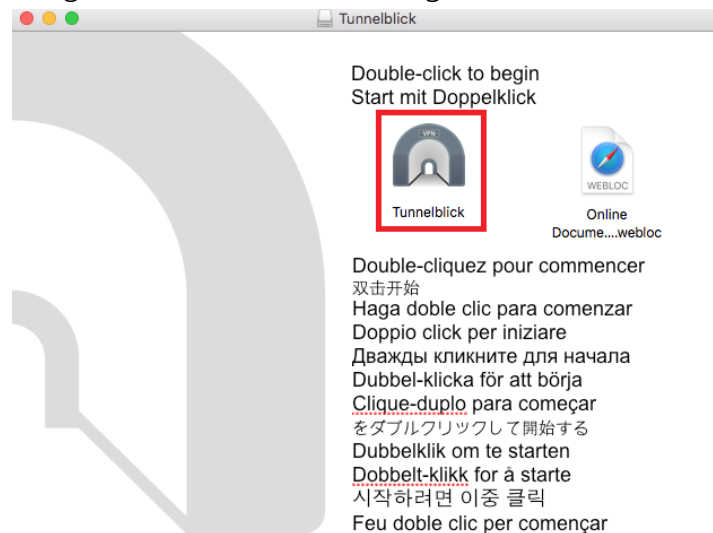 Tunnelblick
Double-click to begin
Start mit Doppelklick
VPN
WEBLOC
Tunnelblick
Online
Docume....webloc
Double-cliquez pour commencer
双击开始
Haga doble clic para comenzar
Doppio click per iniziare
Дважды кликните для начала
Dubbel-klicka för att börja
Clique-duplo para começar
をダブルクリックして開始する
Dubbelklik om te starten
Dobbelt-klikk for å starte
시작하려면 이중 클릭
Feu doble clic per començar